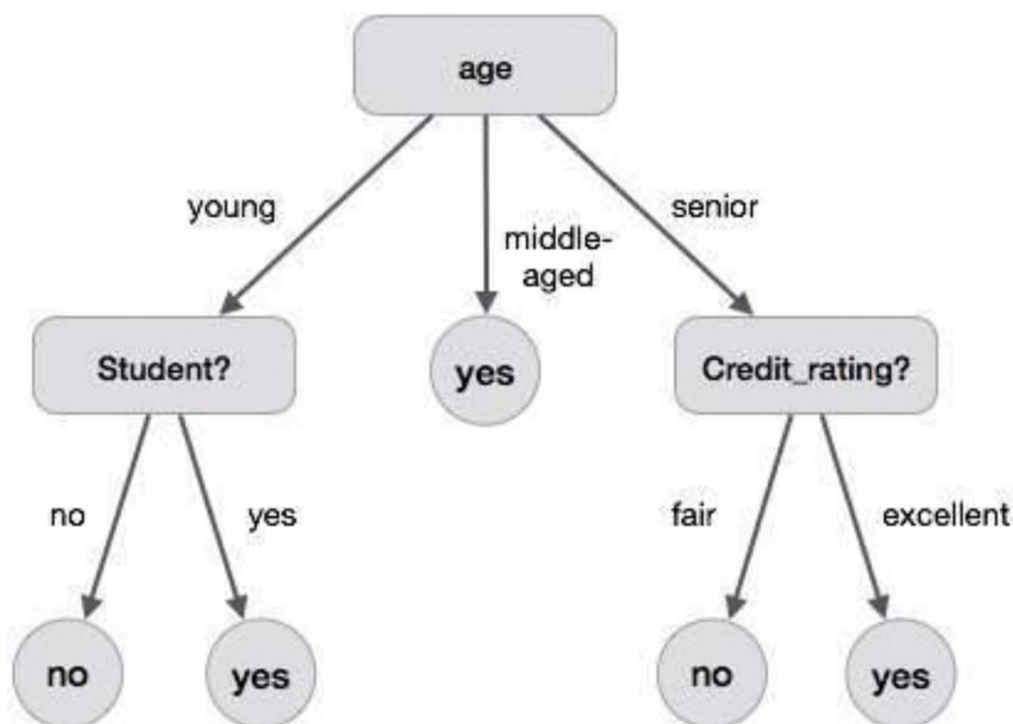 age
young
senior
middle-
aged
Student?
yes
Credit_rating?
no
yes
fair
excellent
no
yes
no
yes